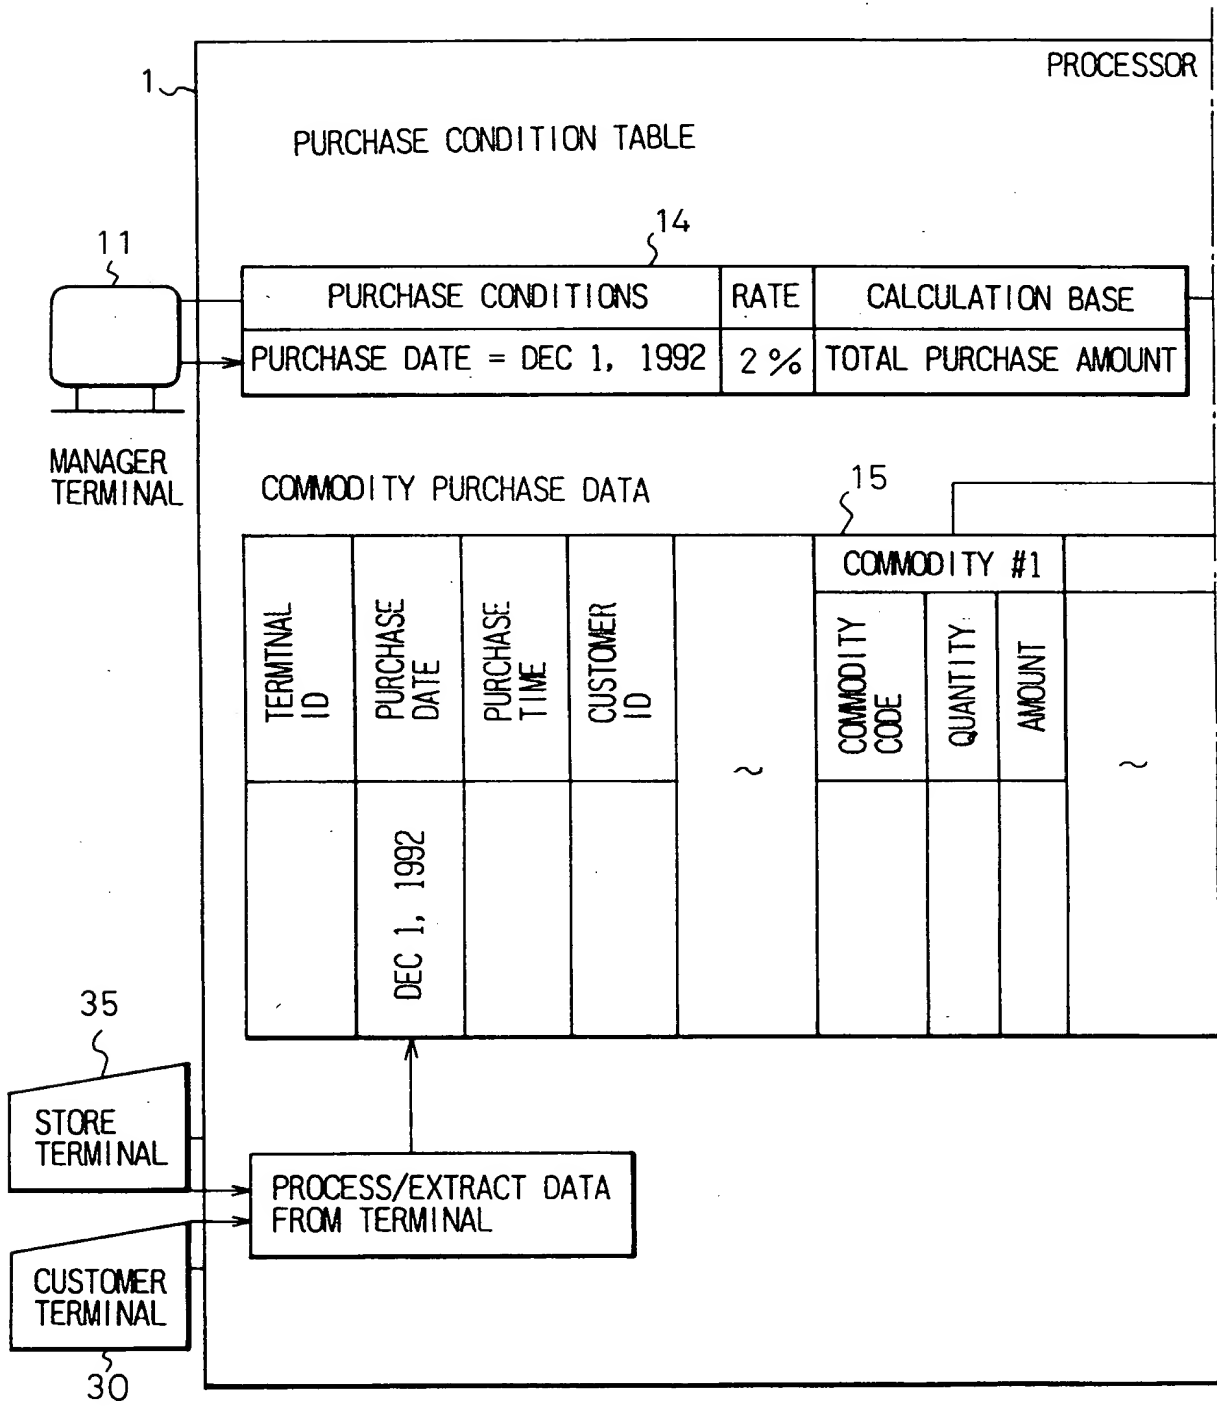 PROCESSOR
1
PURCHASE CONDITION TABLE
14
11
PURCHASE CONDITIONS RATE CALCULATION BASE
PURCHASE DATE = DEC 1, 1992 2% TOTAL PURCHASE AMOUNT
MANAGER
TERMINAL
COMMODITY PURCHASE DATA
15
COMMODITY #1
TERMTNAL
ID
PURCHASE
DATE
PURCHASE
TIME
CUSTOMER
ID
~
COMMODITY
CODE
QUANTITY
AMOUNT
~
DEC 1, 1992
35
STORE
TERMINAL
PROCESS/EXTRACT DATA
FROM TERMINAL
CUSTOMER
TERMINAL
30